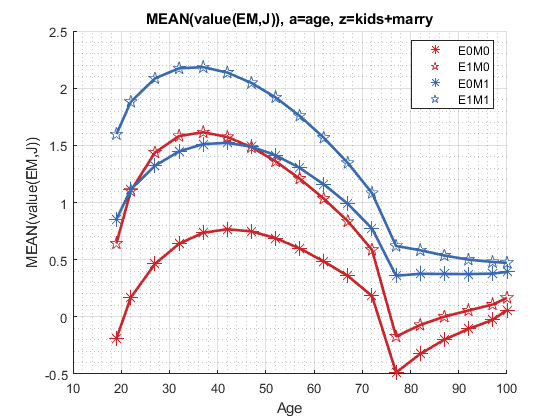 MEAN(value(EM,J)), a=age, z=kids+marry
2.5
2
1.5
1
0.5
0
-0.5
MEAN(value(EM,J))
E0M0
E1M0
E0M1
E1M1
10 20 30 40 50 60 70 80 90 100
Age